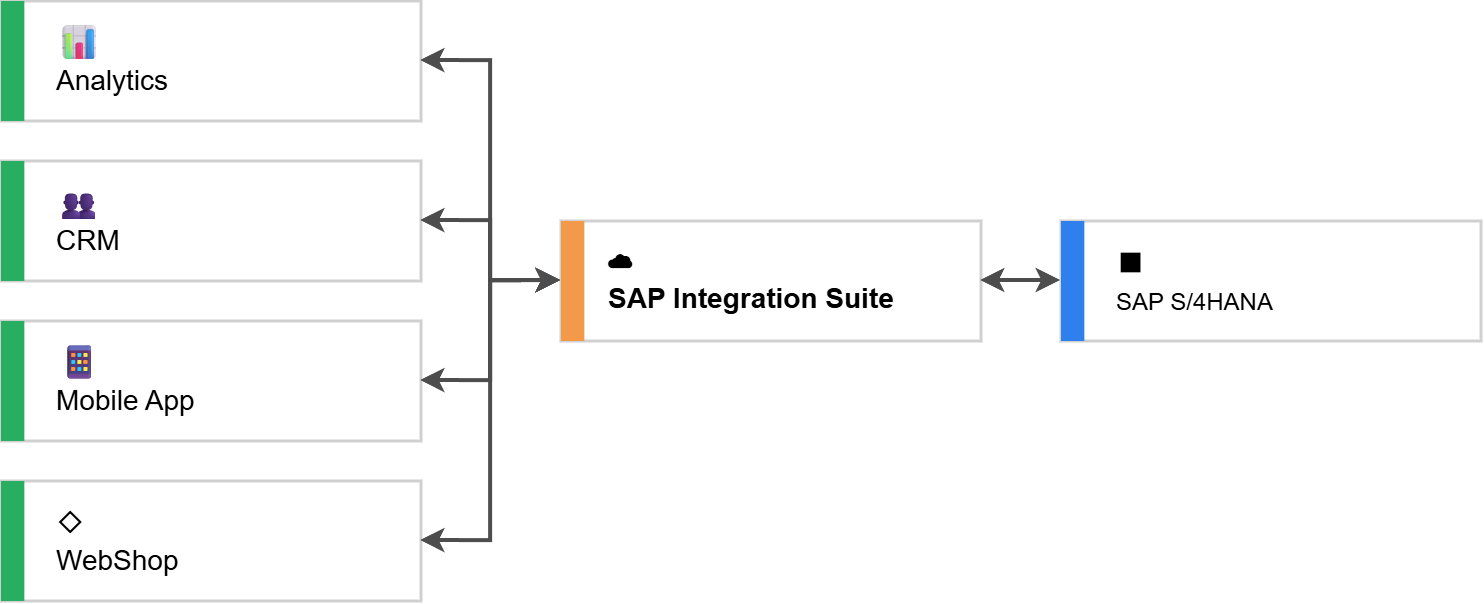 Analytics
CRM
Mobile App
WebShop
SAP Integration Suite
SAP S/4HANA